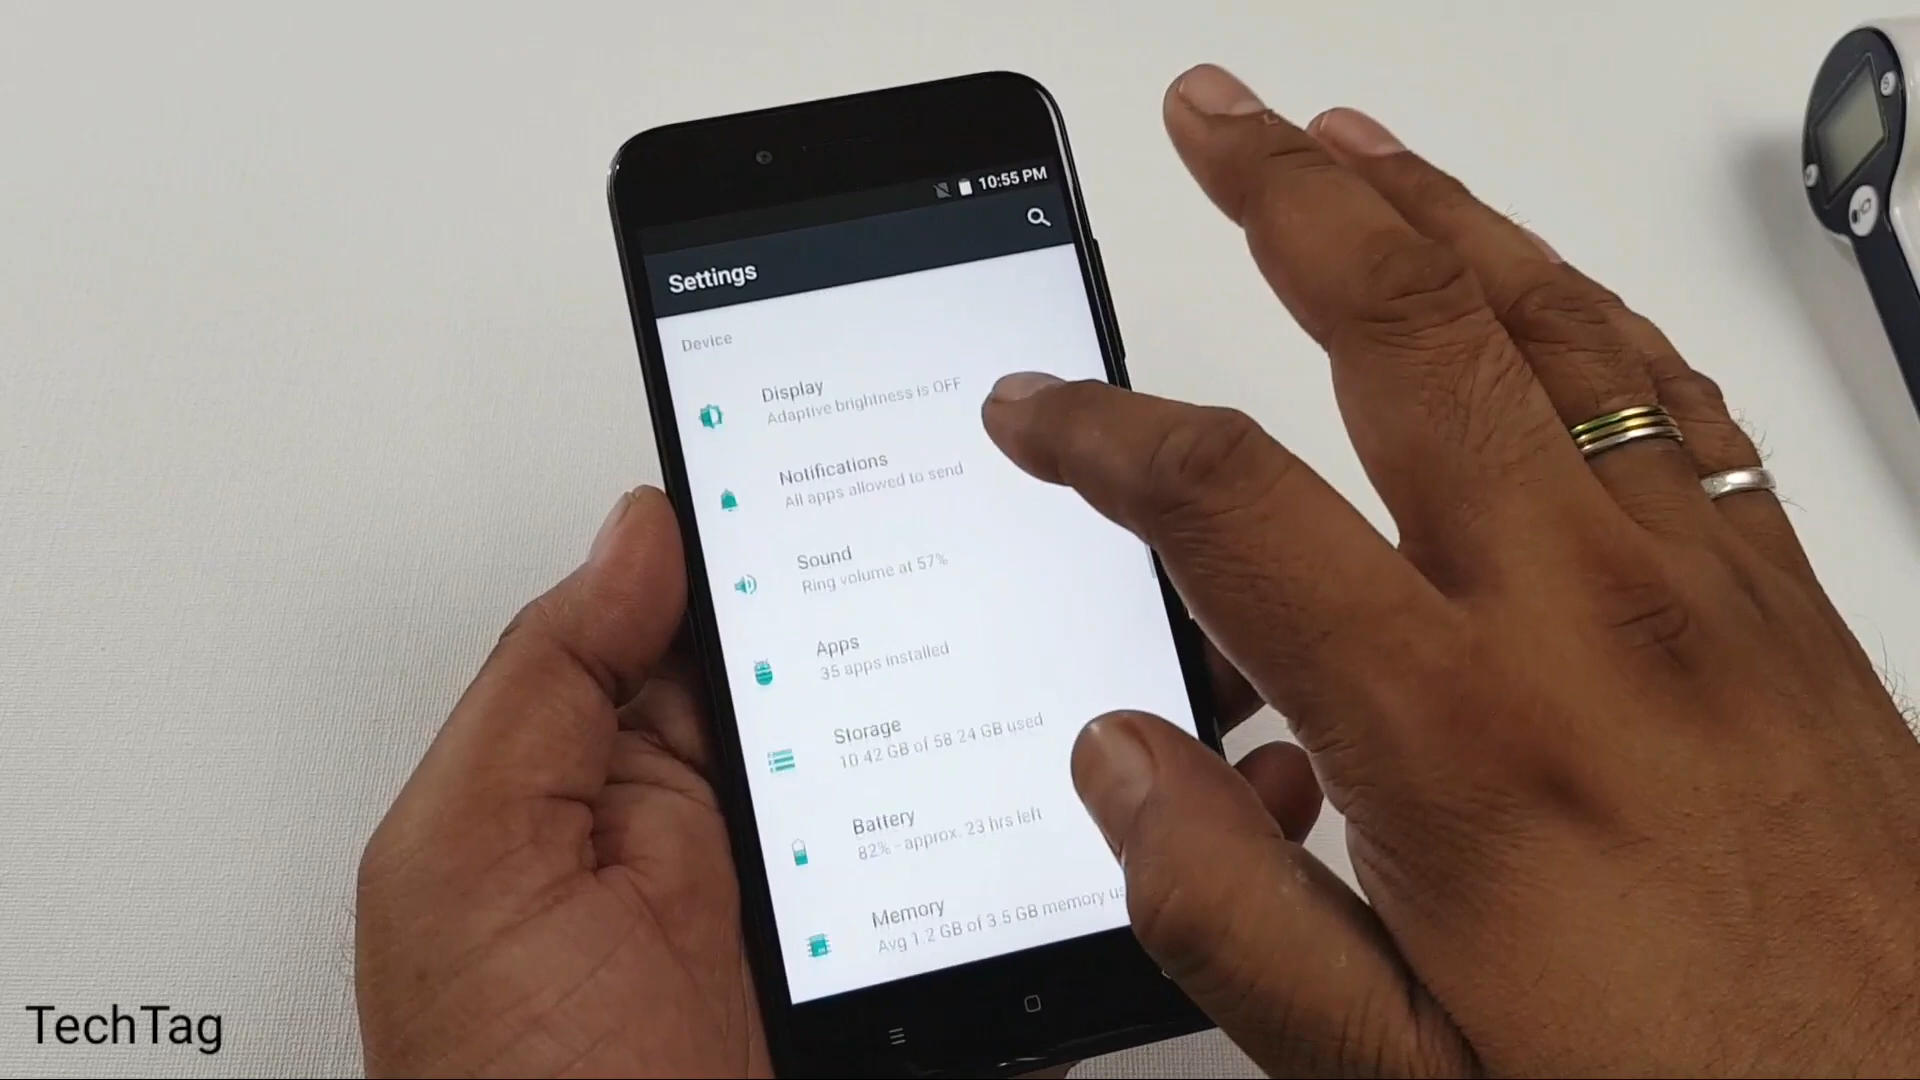 10:55 PM
Settings
Device
Display
Adaptive brightness is OFF
Notifications
All apps allowed to send
Sound
Ring volume at 57%
Apps
35 apps installed
Storage
10.42 GB of 58.24 GB used
Battery
82% - approx. 23 hrs left
Memory
Avg 1.2 GB of 3.5 GB memory
TechTag